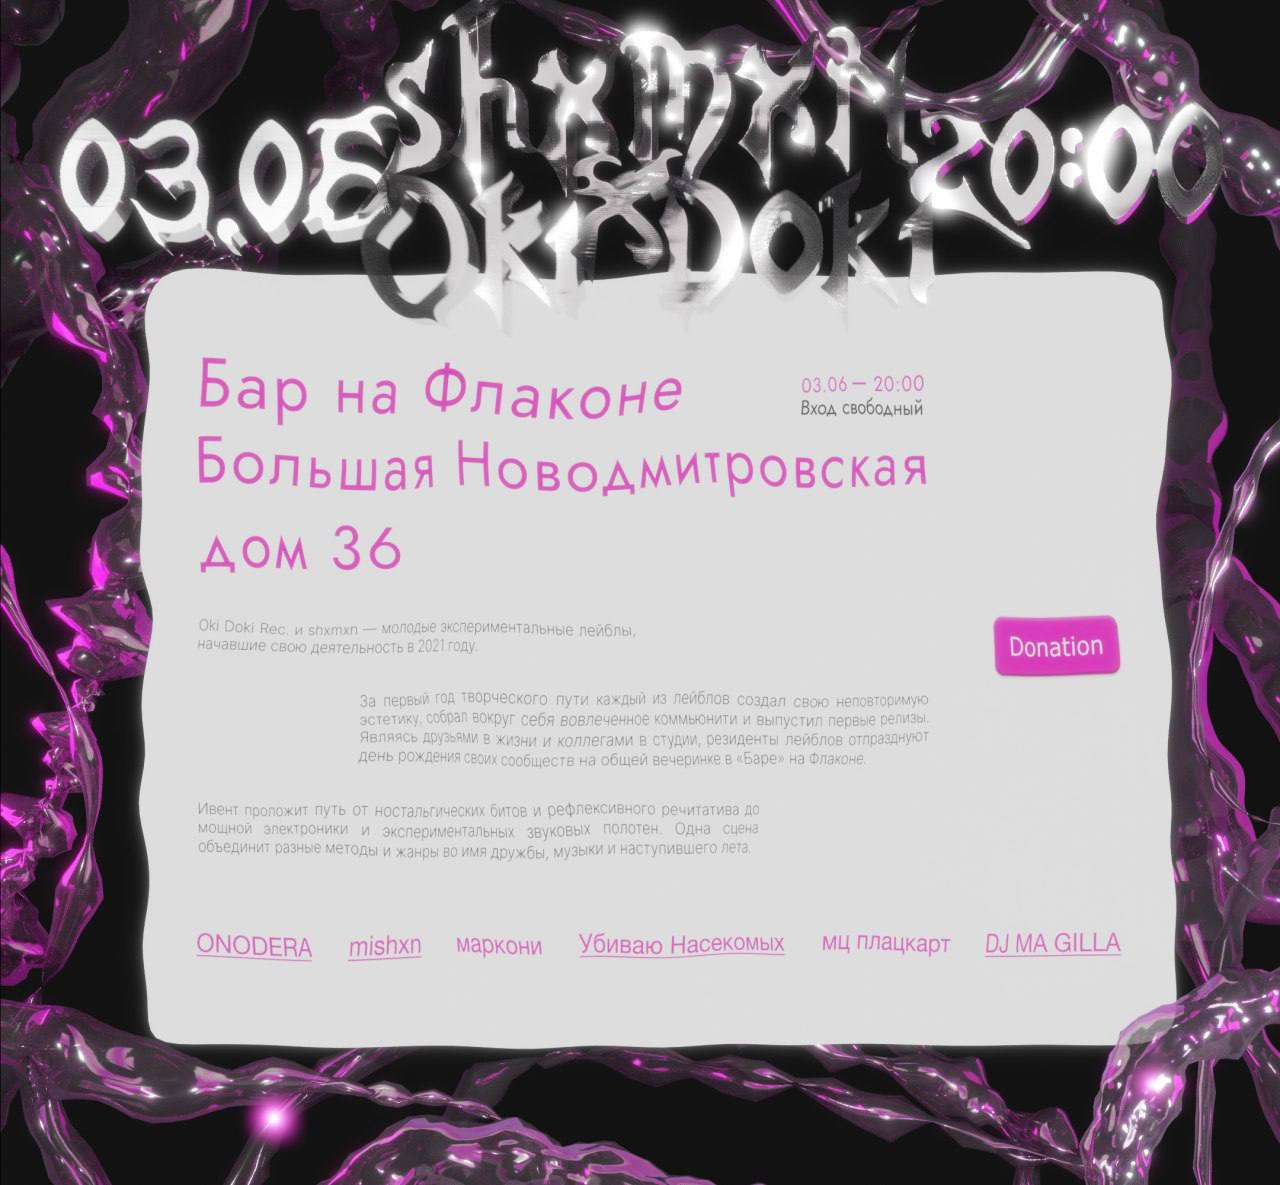 shxmxn
03.06
20:00
x
Oki Doki
Бар на Флаконе
03.06 — 20:00
Вход свободный
Большая Новодмитровская
дом 36
Oki Doki Rec. и shxmxn — молодые экспериментальные лейблы,
начавшие свою деятельность в 2021 году.
Donation
За первый год творческого пути каждый из лейблов создал свою неповторимую
эстетику, собрал вокруг себя вовлеченное коммьюнити и выпустил первые релизы.
Являясь друзьями в жизни и коллегами в студии, резиденты лейблов отпразднуют
день рождения своих сообществ на общей вечеринке в «Баре» на Флаконе.
Ивент проложит путь от ностальгических битов и рефлексивного речитатива до
мощной электроники и экспериментальных звуковых полотен. Одна сцена
объединит разные методы и жанры во имя дружбы, музыки и наступившего лета.
ONODERA mishxn маркони Убиваю Насекомых мц плацкарт DJ MA GILLA